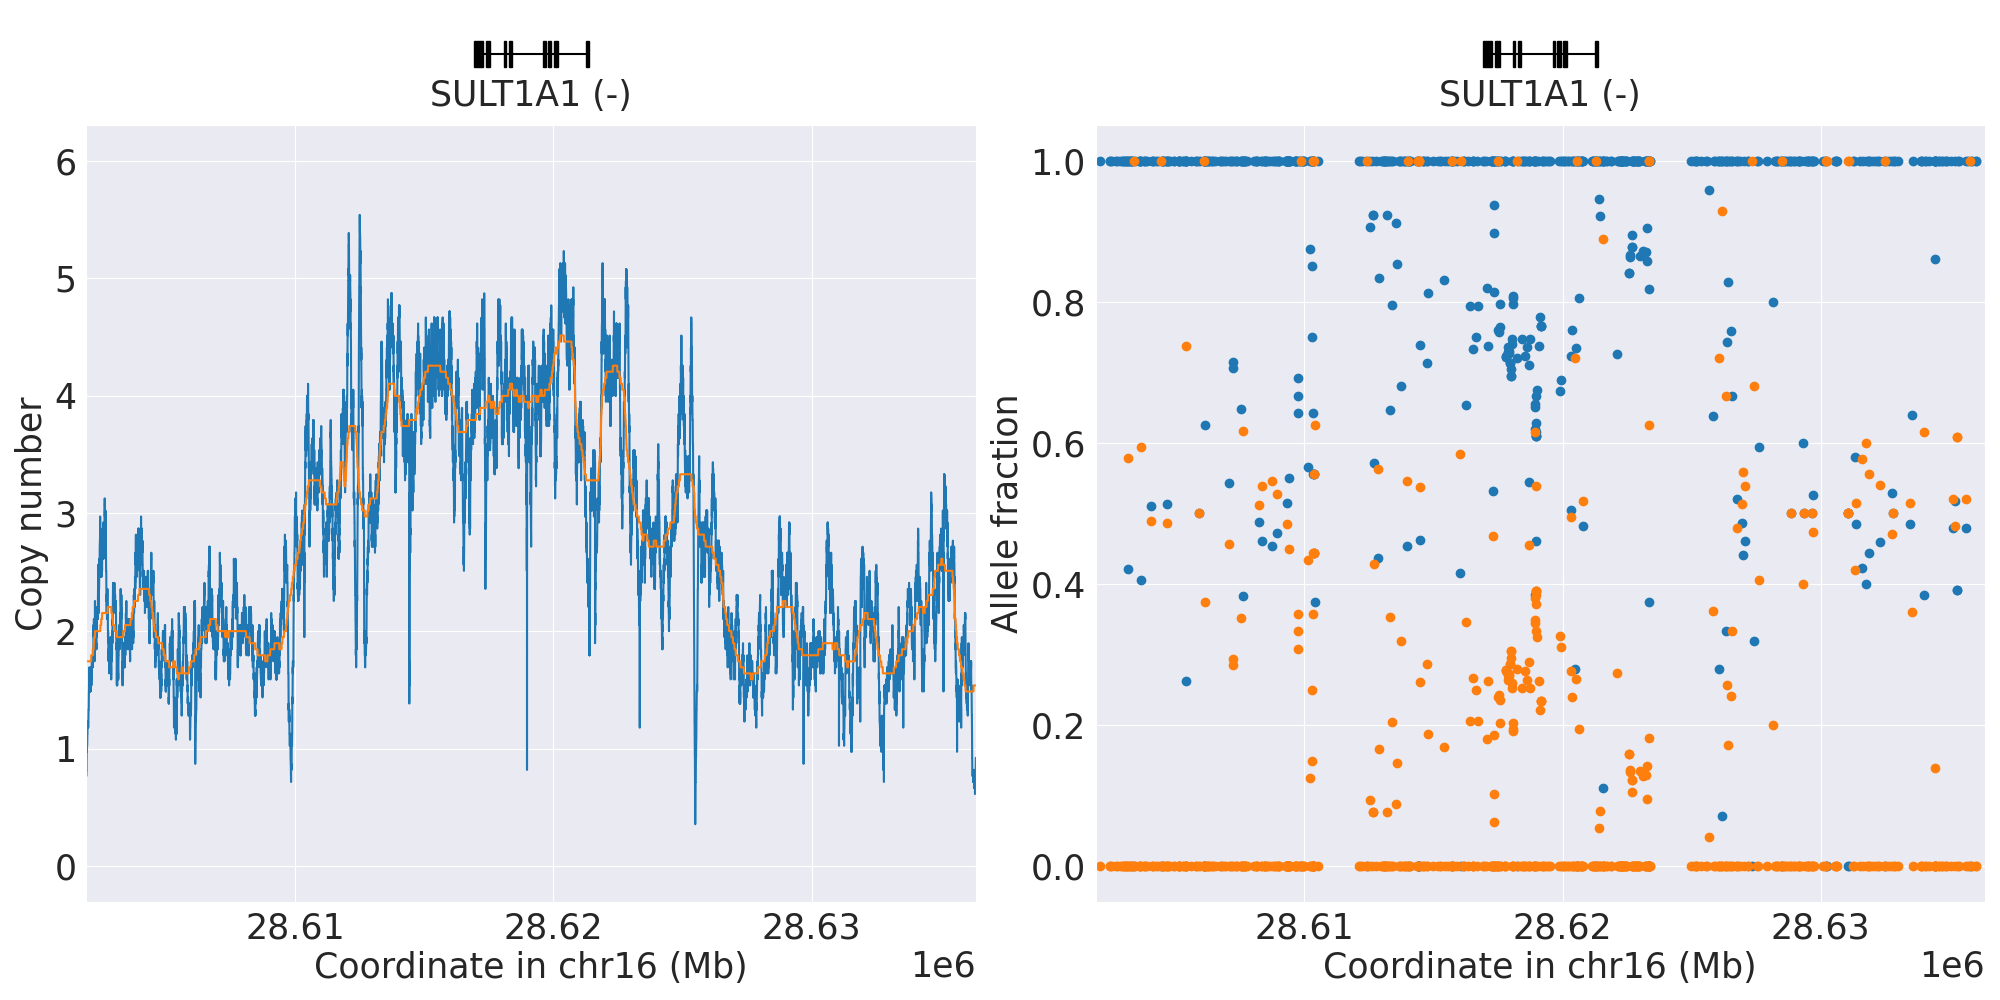 SULT1A1 (-)
Copy number
6
5
4
3
2
1
0
28.61
28.62
28.63
Coordinate in chr16 (Mb)
1e6
SULT1A1 (-)
Allele fraction
1.0
0.8
0.6
0.4
0.2
0.0
28.61
28.62
28.63
Coordinate in chr16 (Mb)
1e6